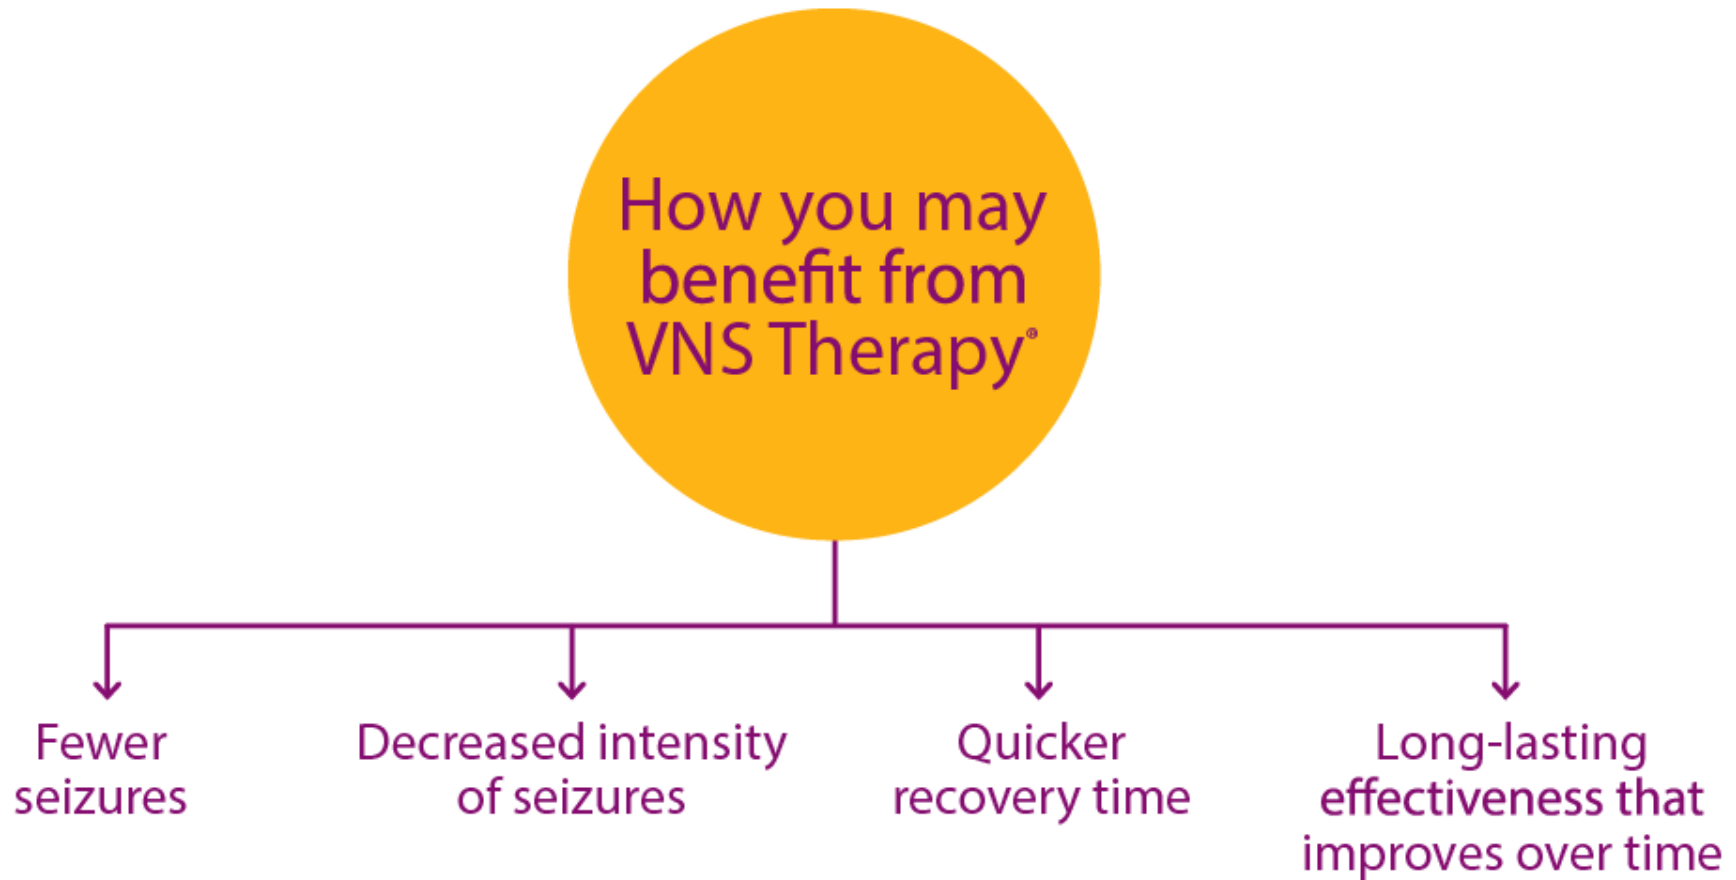 How you may
benefit from
VNS Therapy®
Fewer
seizures
Decreased intensity
of seizures
Quicker
recovery time
Long-lasting
effectiveness that
improves over time